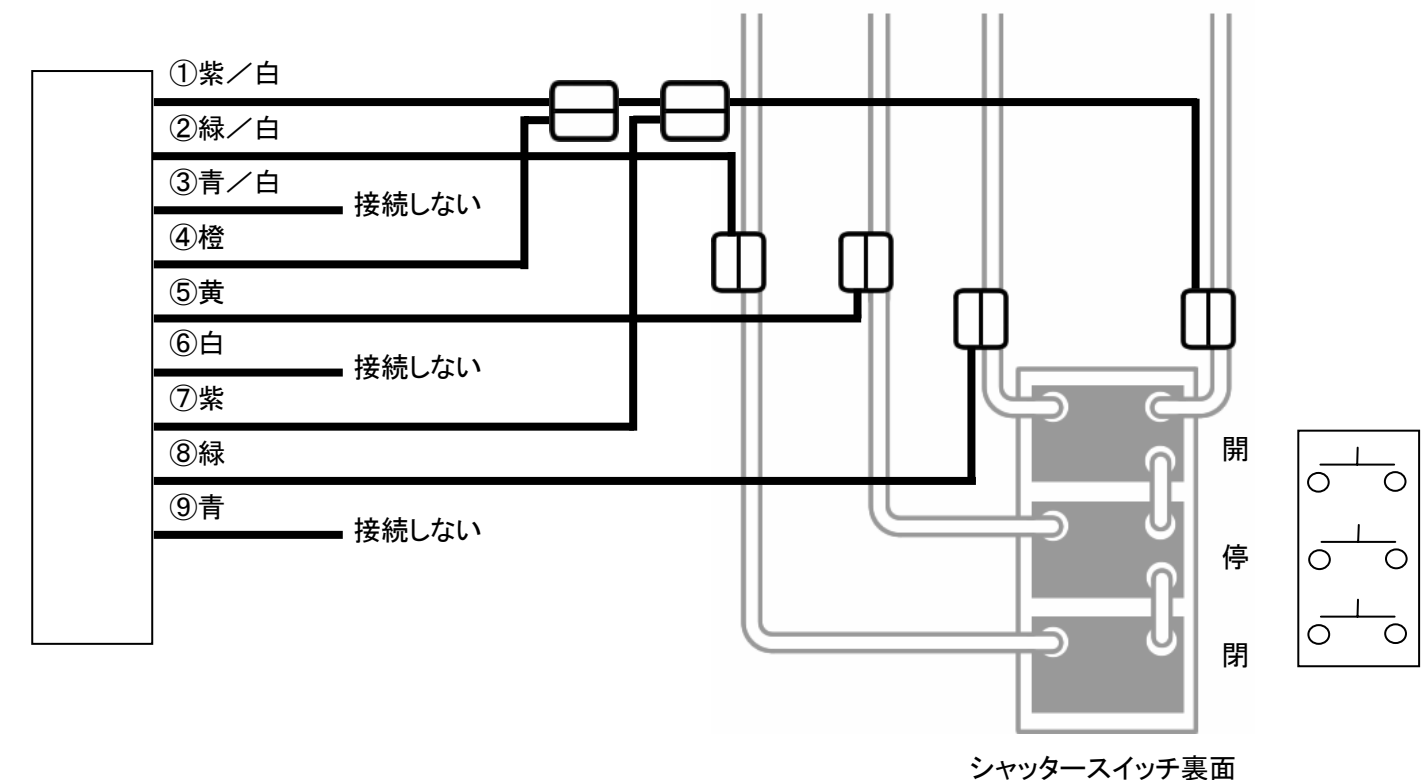 ①紫／白
②緑／白
③青／白
接続しない
④橙
⑤黄
⑥白
接続しない
⑦紫
⑧緑
⑨青
接続しない
開
停
閉
シャッタースイッチ裏面